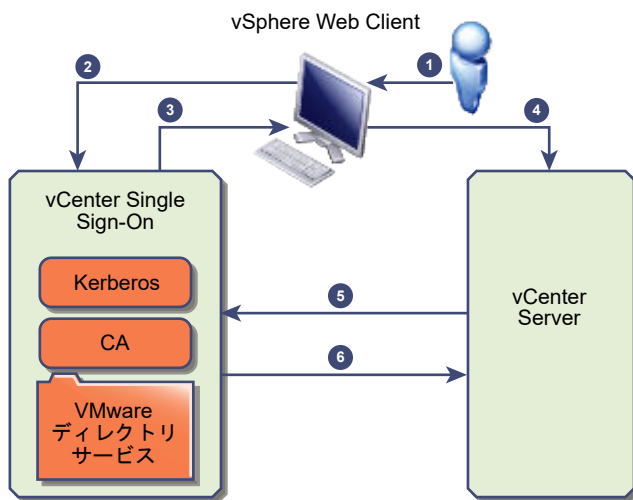 vSphere Web Client
1
2
3
4
vCenter Single
Sign-On
Kerberos
CA
VMware
ディレクトリ
サービス
5
6
vCenter
Server